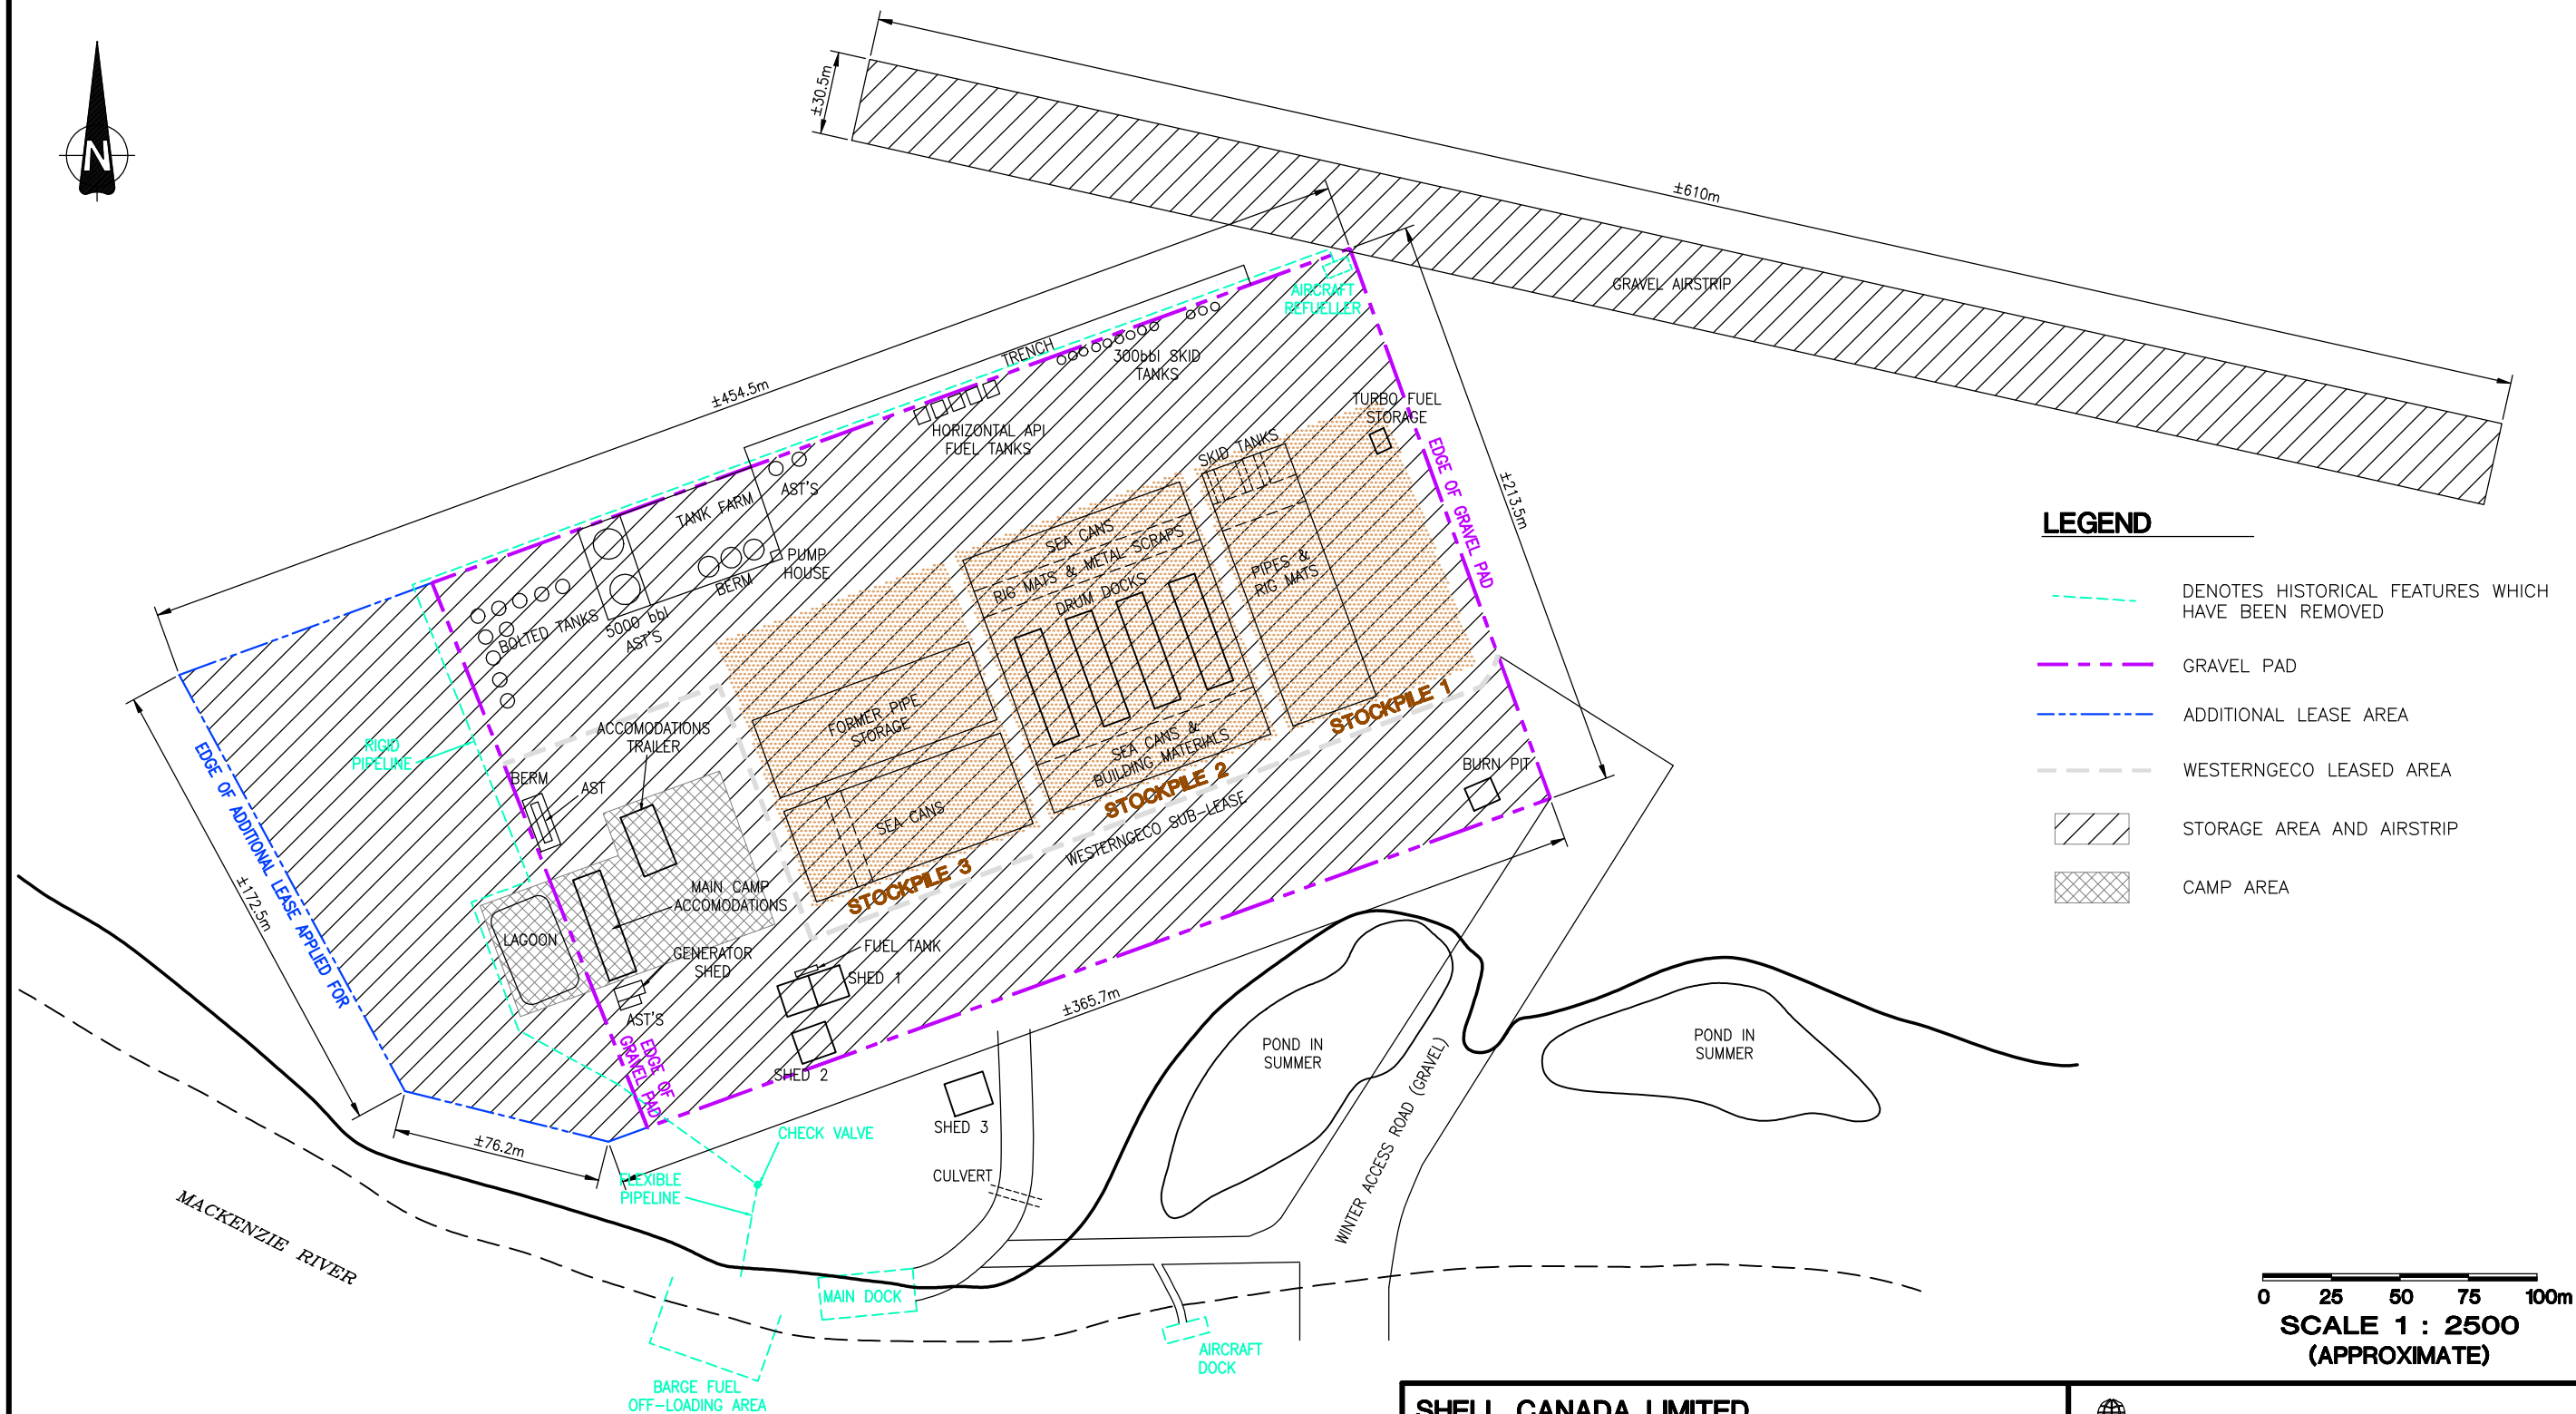 N
±30.5m
±610m
GRAVEL AIRSTRIP
±454.5m
AIRCRAFT
REFUELLER
TRENCH
300bbl SKID
TANKS
HORIZONTAL API
FUEL TANKS
TURBO FUEL
STORAGE
SKID TANKS
EDGE OF GRAVEL PAD
±213.5m
AST'S
TANK FARM
PUMP
HOUSE
BERM
BOLTED TANKS
5000 bbl
AST'S
SEA CANS
RIG MATS & METAL SCRAPS
DRUM DOCKS
PIPES &
RIG MATS
SEA CANS &
BUILDING MATERIALS
STOCKPILE 1
STOCKPILE 2
STOCKPILE 3
FORMER PIPE
STORAGE
SEA CANS
WESTERNGECO SUB-LEASE
BURN PIT
ACCOMODATIONS
TRAILER
RIGID
PIPELINE
BERM
AST
EDGE OF ADDITIONAL LEASE APPLIED FOR
±172.5m
MAIN CAMP
ACCOMODATIONS
LAGOON
GENERATOR
SHED
FUEL TANK
SHED 1
AST'S
SHED 2
EDGE OF
GRAVEL PAD
±365.7m
±76.2m
CHECK VALVE
FLEXIBLE
PIPELINE
SHED 3
CULVERT
POND IN
SUMMER
POND IN
SUMMER
WINTER ACCESS ROAD (GRAVEL)
MACKENZIE RIVER
MAIN DOCK
AIRCRAFT
DOCK
BARGE FUEL
OFF-LOADING AREA
LEGEND
DENOTES HISTORICAL FEATURES WHICH
HAVE BEEN REMOVED
GRAVEL PAD
ADDITIONAL LEASE AREA
WESTERNGECO LEASED AREA
STORAGE AREA AND AIRSTRIP
CAMP AREA
0 25 50 75 100m
SCALE 1 : 2500
(APPROXIMATE)
SHELL CANADA LIMITED